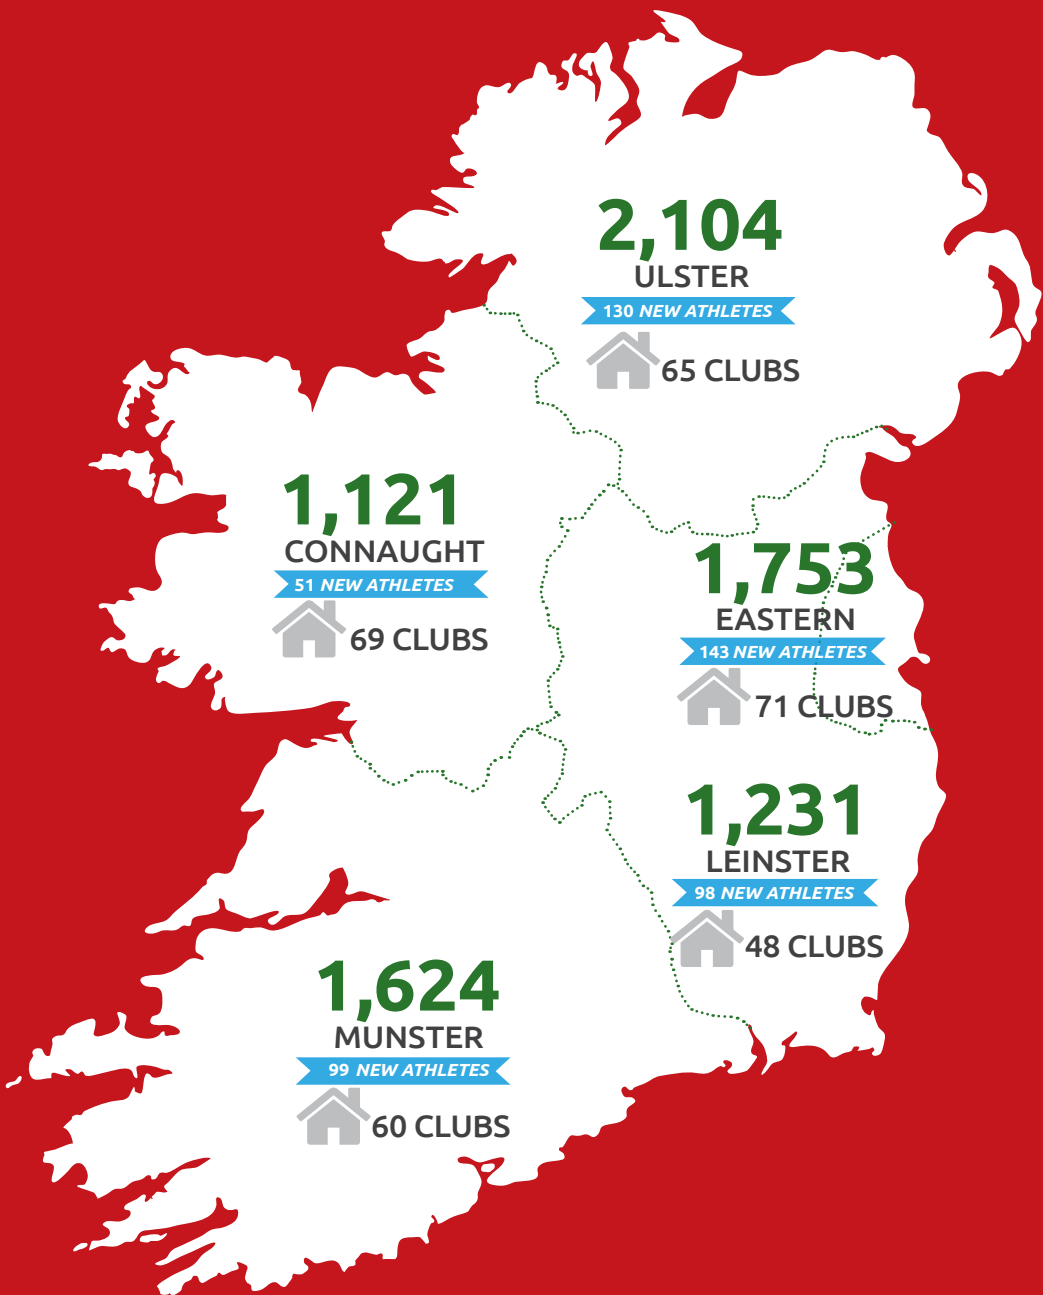 2,104
ULSTER
130 NEW ATHLETES
65 CLUBS
1,121
CONNAUGHT
51 NEW ATHLETES
69 CLUBS
1,753
EASTERN
143 NEW ATHLETES
71 CLUBS
1,231
LEINSTER
98 NEW ATHLETES
48 CLUBS
1,624
MUNSTER
99 NEW ATHLETES
60 CLUBS